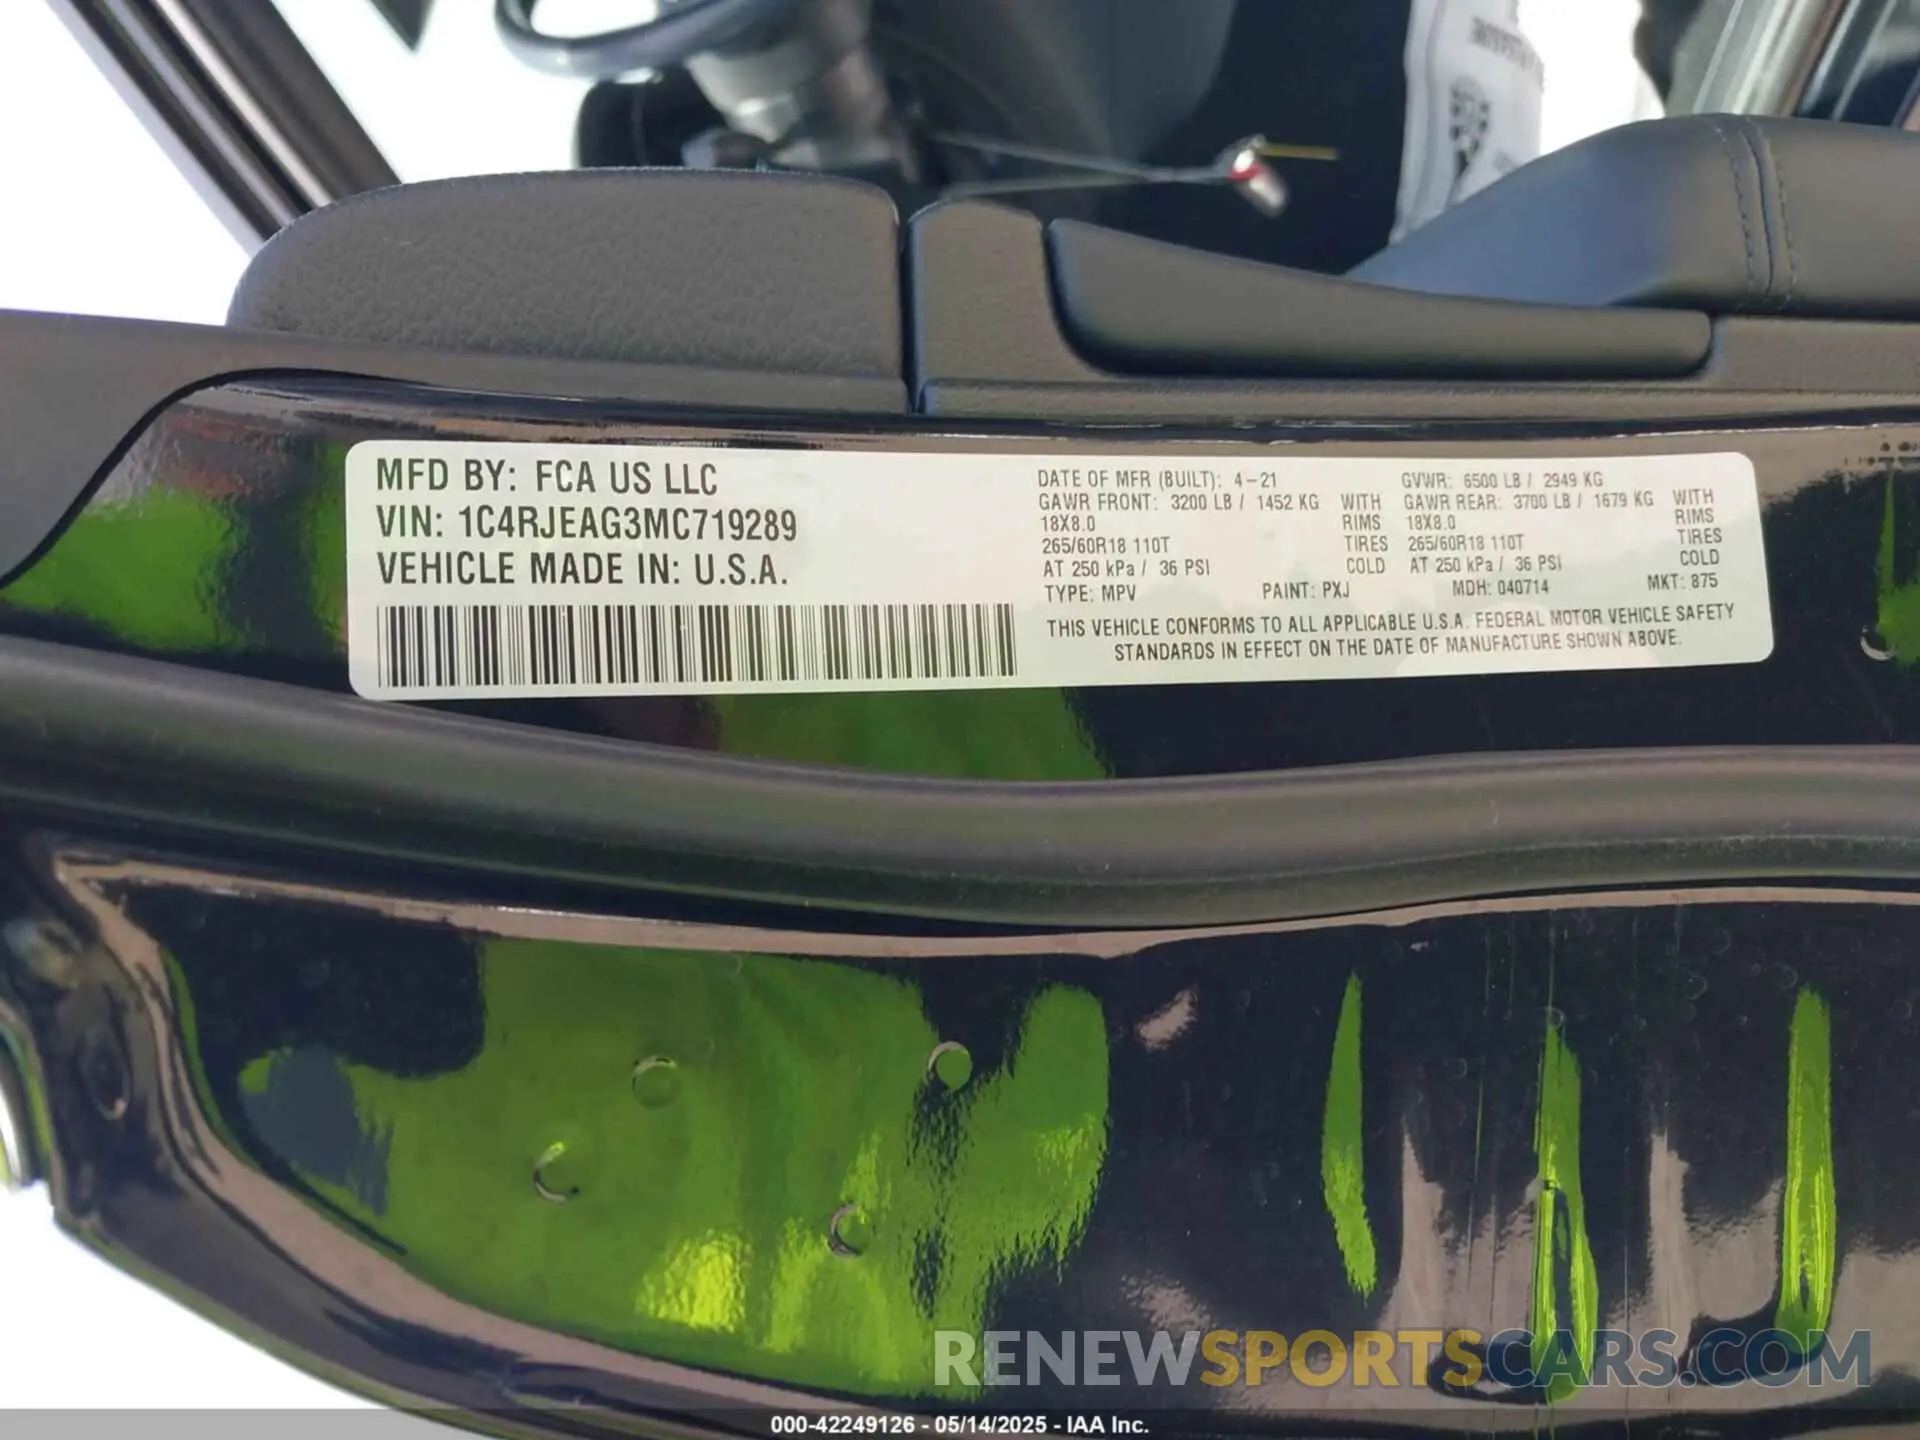 MFD BY: FCA US LLC
VIN: 1C4RJEAG3MC719289
VEHICLE MADE IN: U.S.A.
DATE OF MFR (BUILT): 4-21
GAWR FRONT: 3200 LB / 1452 KG WITH
18X8.0 RIMS
265/60R18 110T TIRES
AT 250 kPa / 36 PSI COLD
GVWR: 6500 LB / 2949 KG
GAWR REAR: 3700 LB / 1679 KG WITH
18X8.0 RIMS
265/60R18 110T TIRES
AT 250 kPa / 36 PSI COLD
TYPE: MPV PAINT: PXJ MDH: 040714 MKT: 875
THIS VEHICLE CONFORMS TO ALL APPLICABLE U.S.A. FEDERAL MOTOR VEHICLE SAFETY
STANDARDS IN EFFECT ON THE DATE OF MANUFACTURE SHOWN ABOVE.
RENEWSPORTSCARS.COM
000-42249126 - 05/14/2025 - IAA Inc.